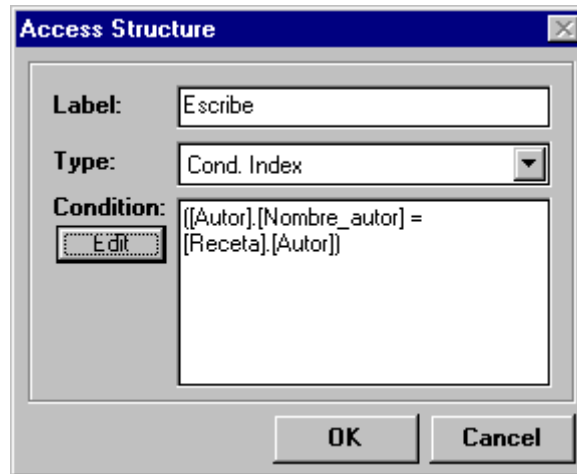 Access Structure
Label: Escribe
Type: Cond. Index
Condition:
Edit
([Autor].[Nombre_autor] =
[Receta].[Autor])
OK Cancel